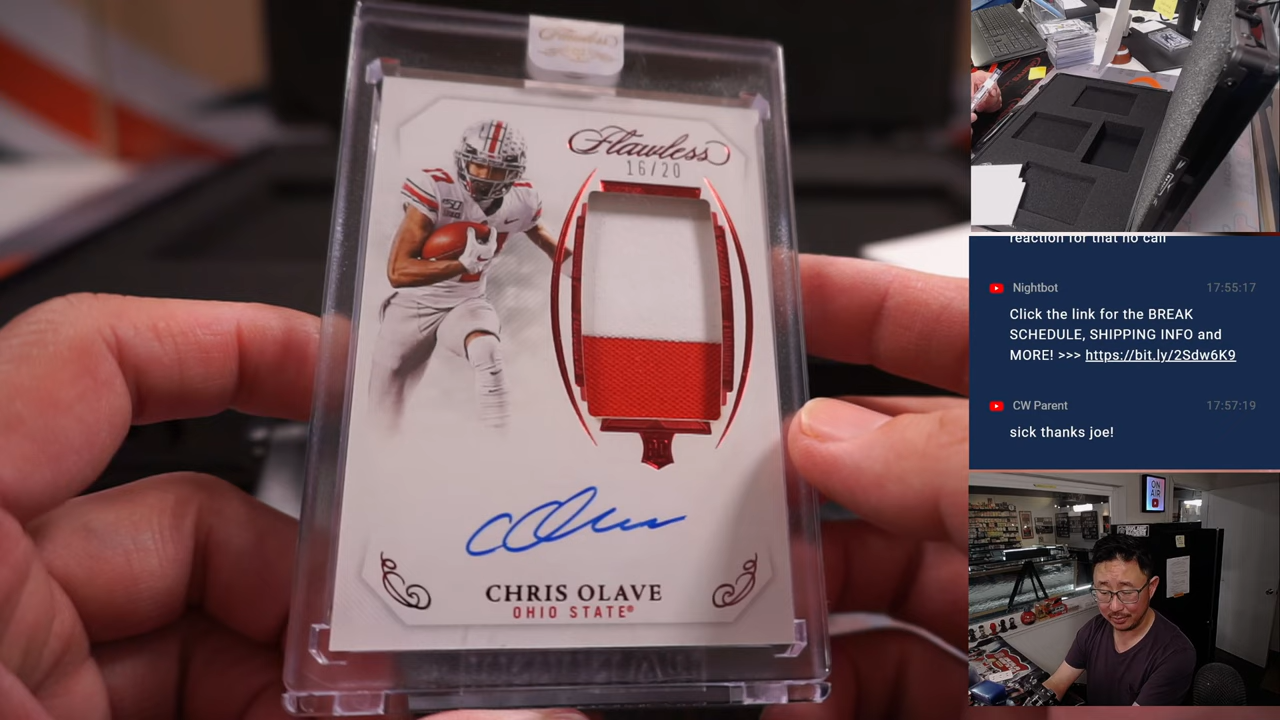 Flawless
Flawless
16/20
17
CHRIS OLAVE
OHIO STATE®
reaction for that no call
Nightbot
17:55:17
Click the link for the BREAK
SCHEDULE, SHIPPING INFO and
MORE! >>> https://bit.ly/2Sdw6K9
CW Parent
17:57:19
sick thanks joe!
ON
AIR